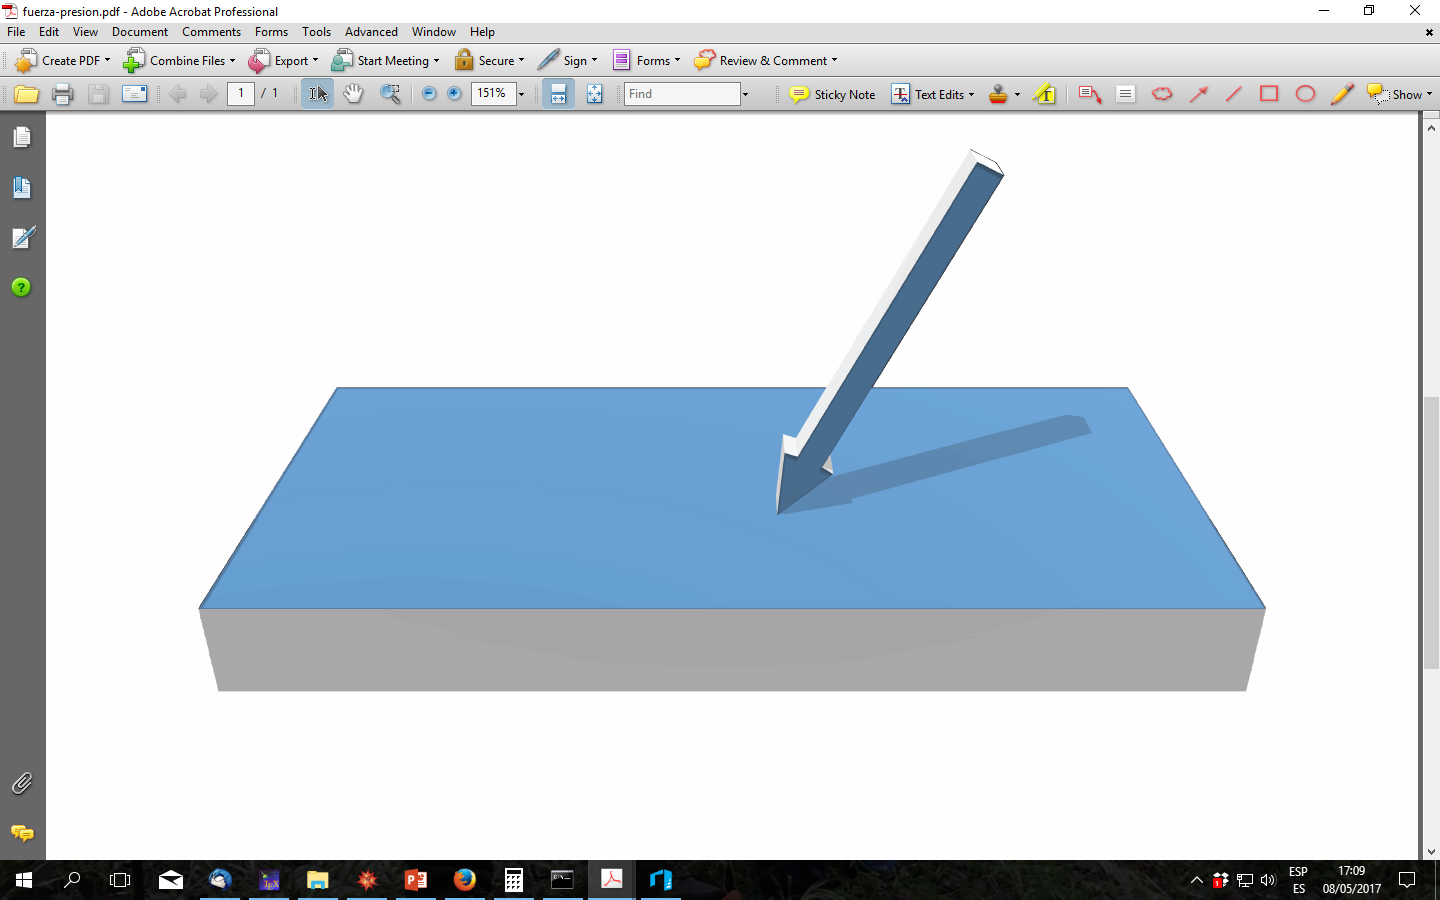 fuerza-presion.pdf - Adobe Acrobat Professional
File Edit View Document Comments Forms Tools Advanced Window Help
Create PDF Combine Files Export Start Meeting Secure Sign Forms Review & Comment
1 / 1 151% Find Sticky Note Text Edits Show
ESP 17:09
ES 08/05/2017